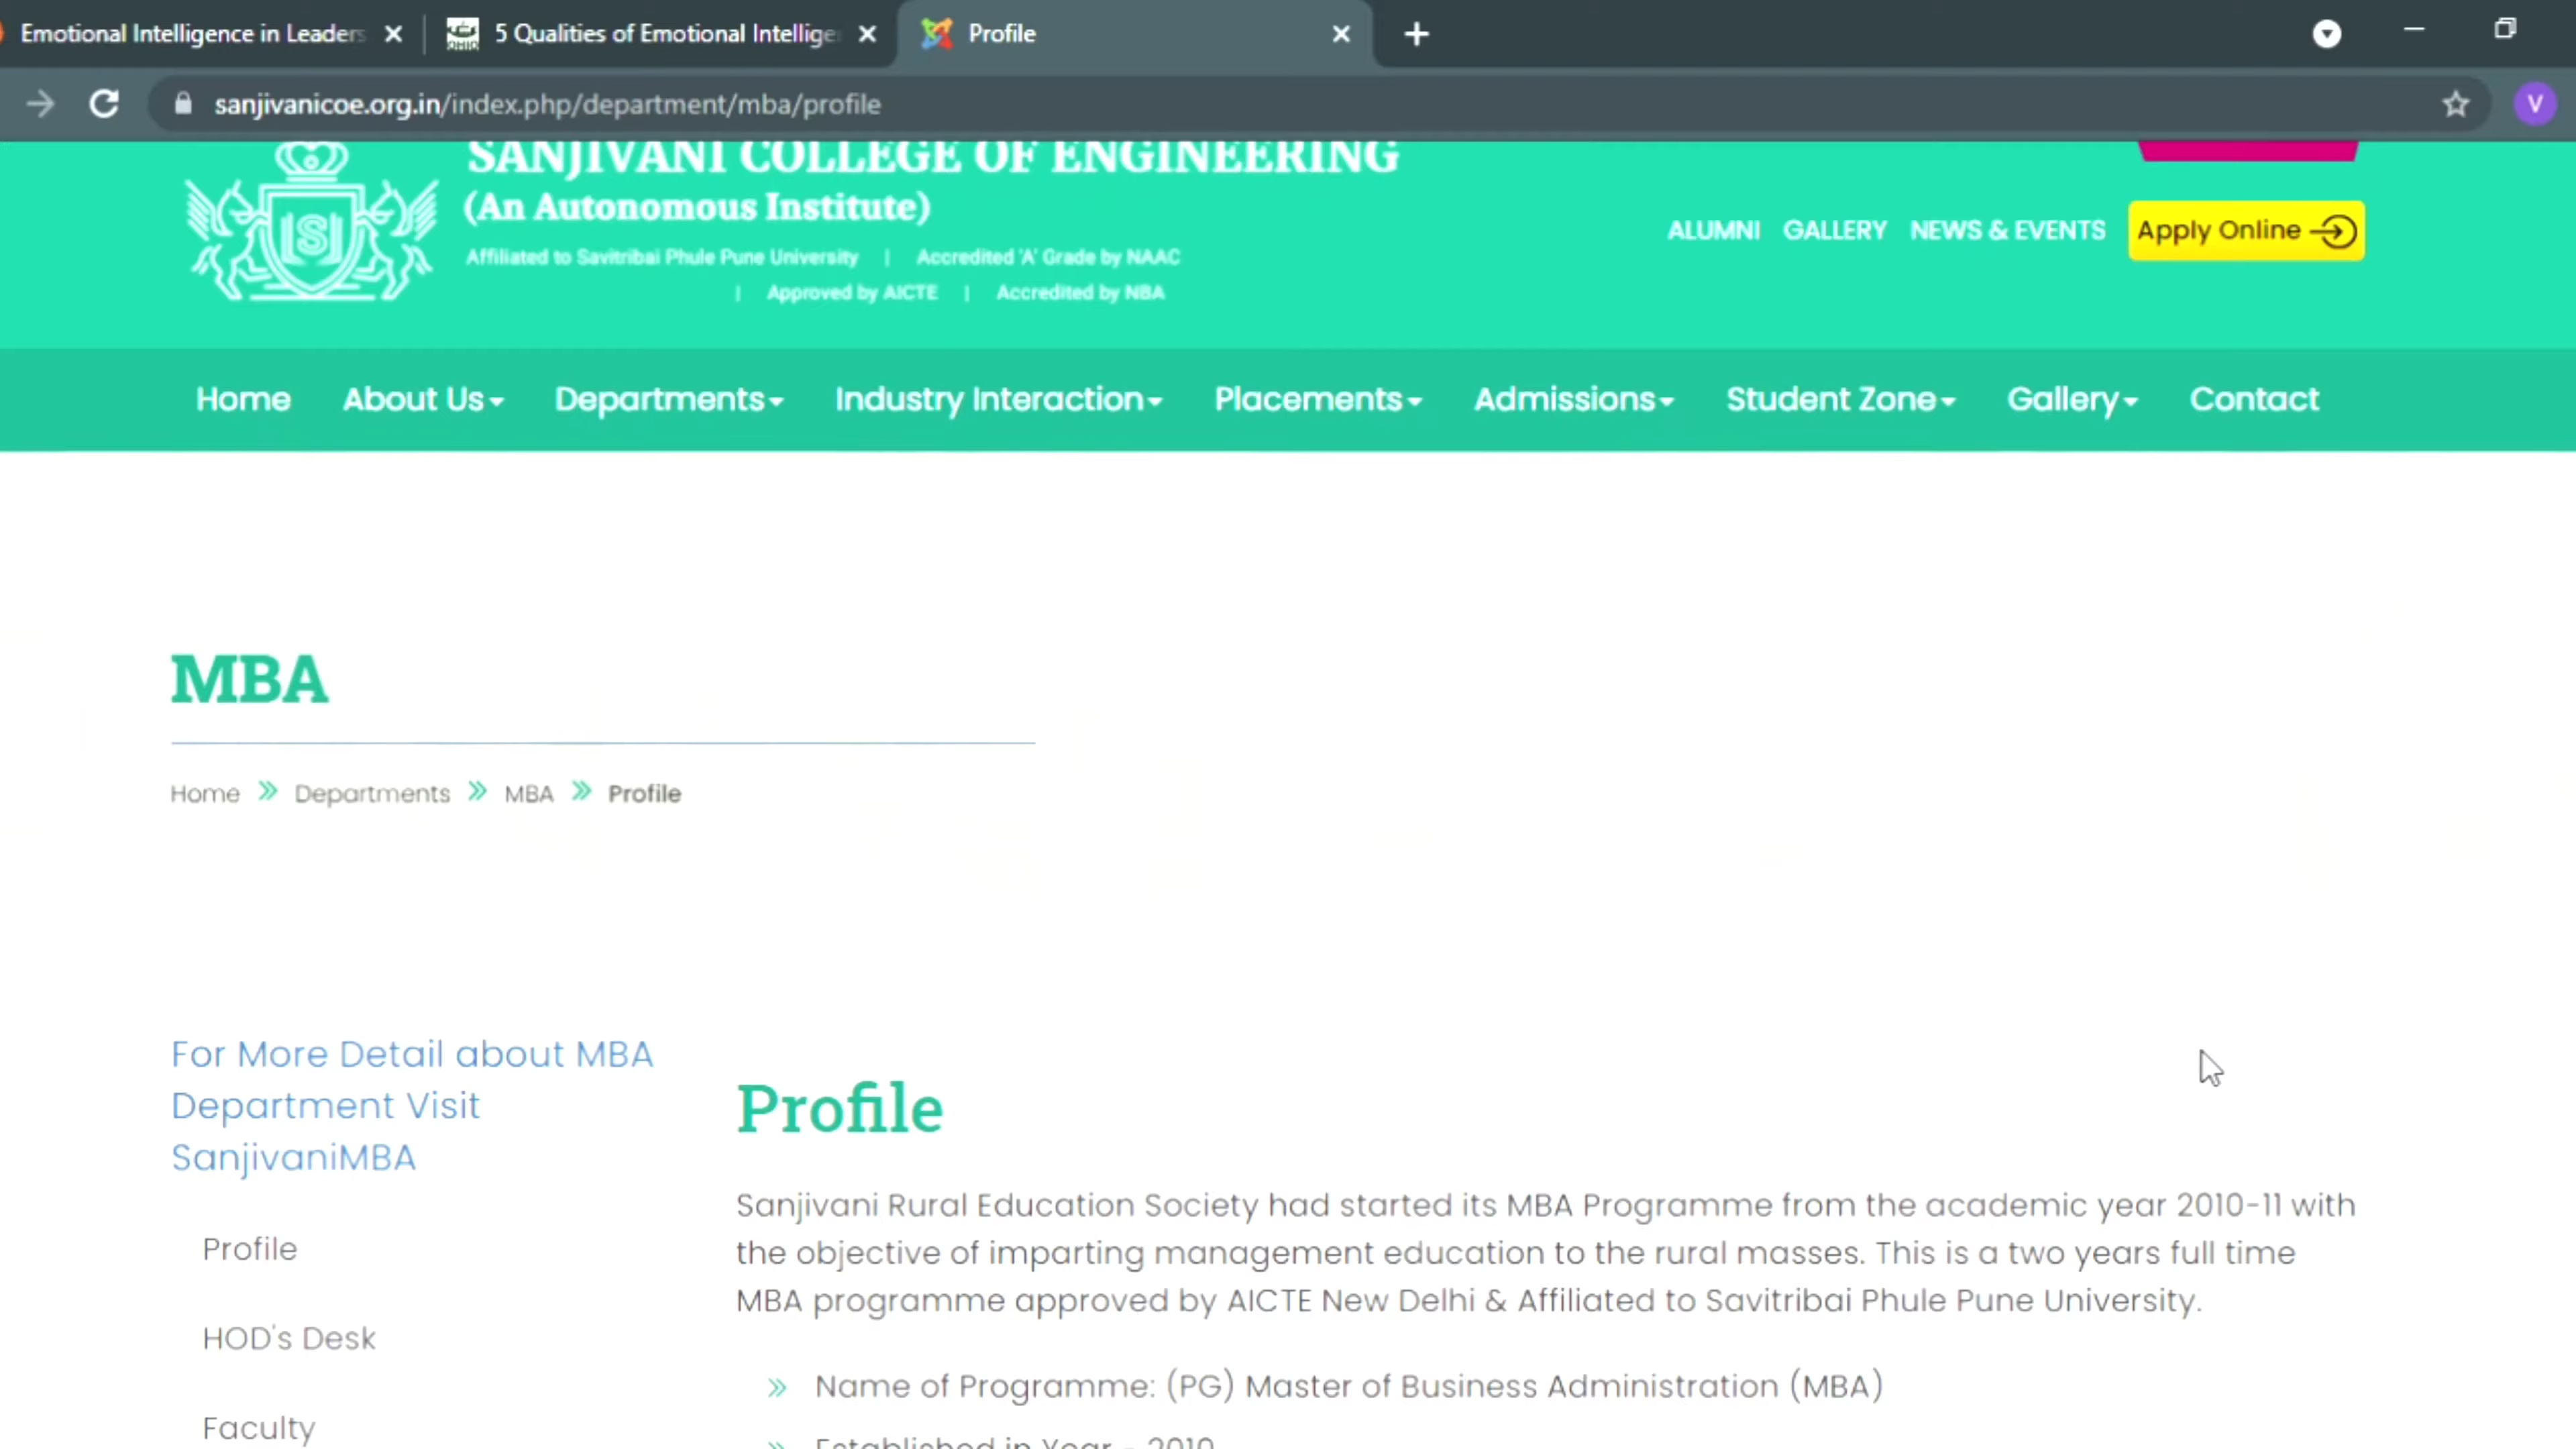 Emotional Intelligence in Leaders
5 Qualities of Emotional Intellige
Profile
sanjivanicoe.org.in/index.php/department/mba/profile
V
SANJIVANI COLLEGE OF ENGINEERING
(An Autonomous Institute)
Affiliated to Savitribai Phule Pune University | Accredited 'A' Grade by NAAC
| Approved by AICTE | Accredited by NBA
ALUMNI GALLERY NEWS & EVENTS Apply Online
Home About Us Departments Industry Interaction Placements Admissions Student Zone Gallery Contact
MBA
Home » Departments » MBA » Profile
For More Detail about MBA
Department Visit
SanjivaniMBA
Profile
HOD's Desk
Faculty
Profile
Sanjivani Rural Education Society had started its MBA Programme from the academic year 2010-11 with
the objective of imparting management education to the rural masses. This is a two years full time
MBA programme approved by AICTE New Delhi & Affiliated to Savitribai Phule Pune University.
» Name of Programme: (PG) Master of Business Administration (MBA)
» Established in Year - 2010